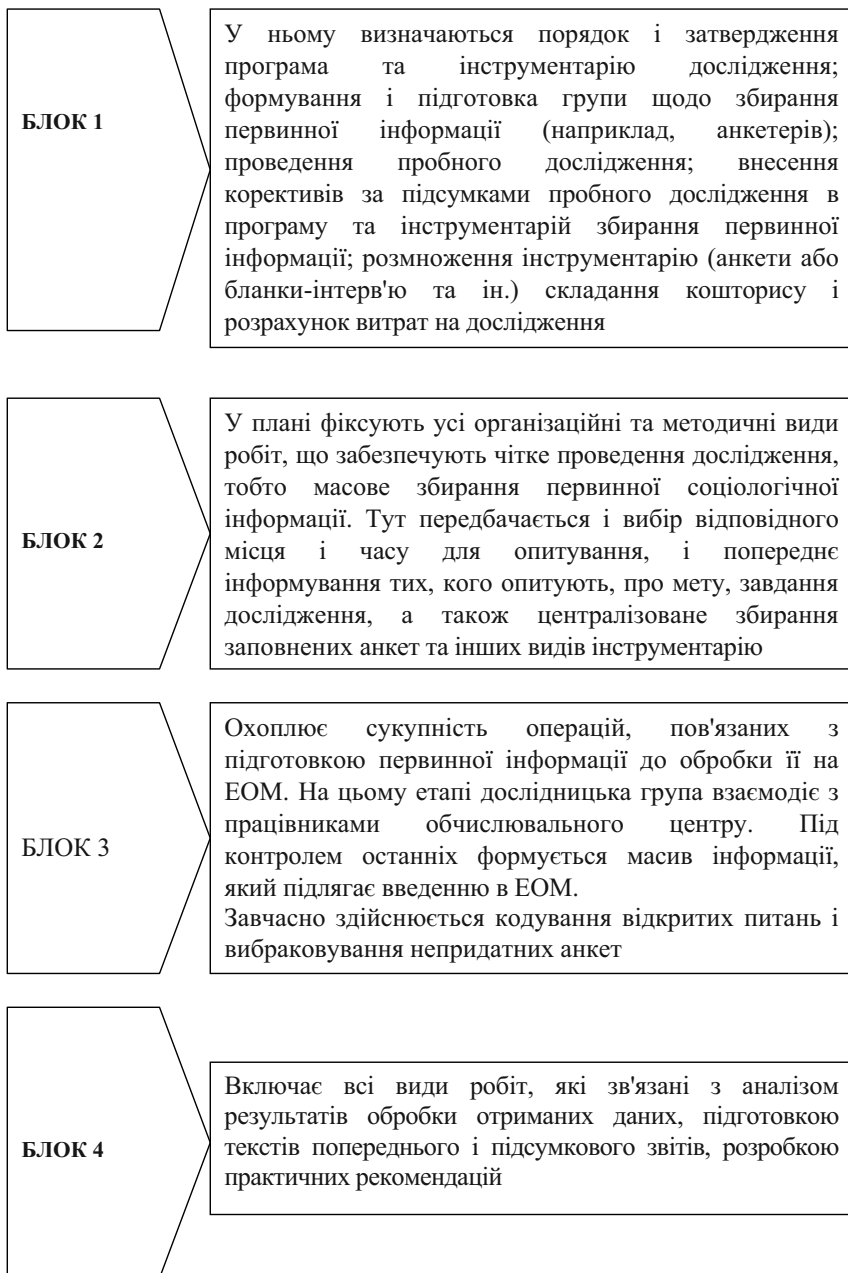 БЛОК 1
У ньому визначаються порядок і затвердження
програма та інструментарію дослідження;
формування і підготовка групи щодо збирання
первинної інформації (наприклад, анкетерів);
проведення пробного дослідження; внесення
корективів за підсумками пробного дослідження в
програму та інструментарій збирання первинної
інформації; розмноження інструментарію (анкети або
бланки-інтерв'ю та ін.) складання кошторису і
розрахунок витрат на дослідження
БЛОК 2
У плані фіксують усі організаційні та методичні види
робіт, що забезпечують чітке проведення дослідження,
тобто масове збирання первинної соціологічної
інформації. Тут передбачається і вибір відповідного
місця і часу для опитування, і попереднє
інформування тих, кого опитують, про мету, завдання
дослідження, а також централізоване збирання
заповнених анкет та інших видів інструментарію
БЛОК 3
Охоплює сукупність операцій, пов'язаних з
підготовкою первинної інформації до обробки її на
ЕОМ. На цьому етапі дослідницька група взаємодіє з
працівниками обчислювального центру. Під
контролем останніх формується масив інформації,
який підлягає введенню в ЕОМ.
Завчасно здійснюється кодування відкритих питань і
вибраковування непридатних анкет
БЛОК 4
Включає всі види робіт, які зв'язані з аналізом
результатів обробки отриманих даних, підготовкою
текстів попереднього і підсумкового звітів, розробкою
практичних рекомендацій